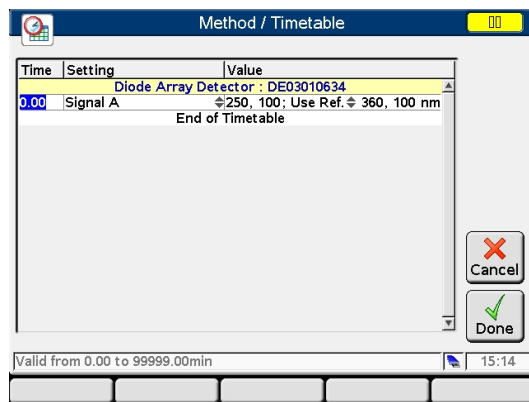 Method / Timetable
Time Setting Value
Diode Array Detector : DE03010634
0.00 Signal A 250, 100; Use Ref. 360, 100 nm
End of Timetable
Cancel
Done
Valid from 0.00 to 99999.00min 15:14